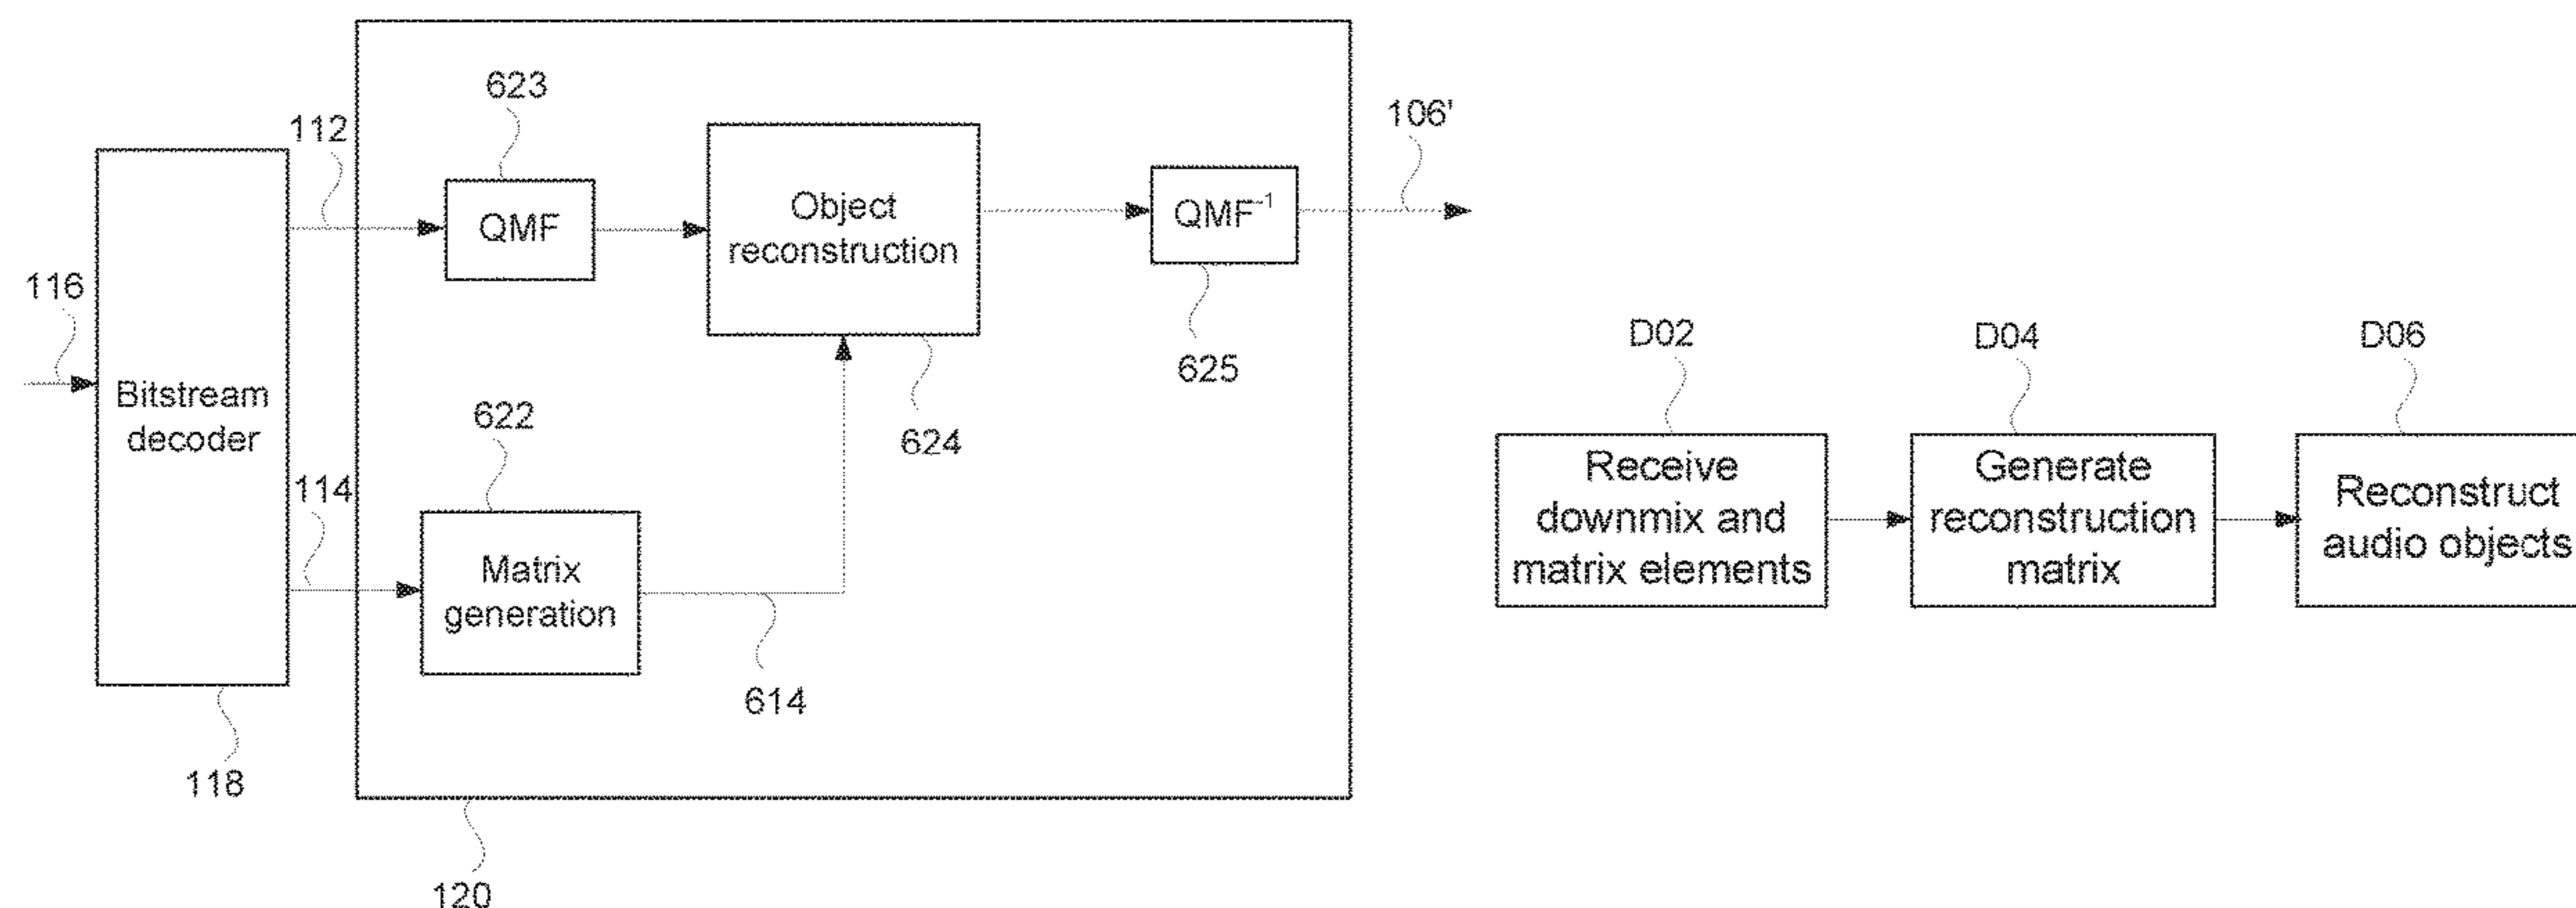 623
112
106'
QMF
Object
reconstruction
QMF⁻¹
116
Bitstream
decoder
622
624
625
D02
D04
D06
114
Matrix
generation
614
Receive
downmix and
matrix elements
Generate
reconstruction
matrix
Reconstruct
audio objects
118
120